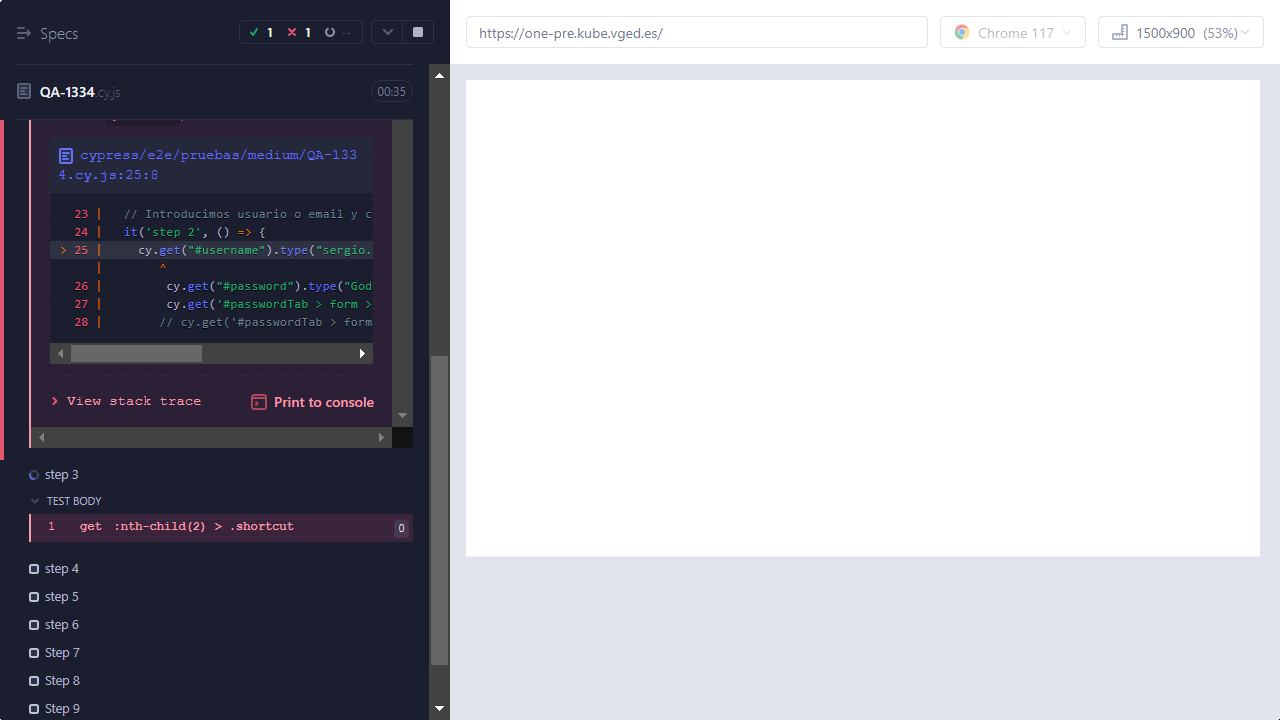 Specs
1 1 --
https://one-pre.kube.vged.es/
Chrome 117
1500x900 (53%)
QA-1334.cy.js
00:35
cypress/e2e/pruebas/medium/QA-133
4.cy.js:25:8
23 | // Introducimos usuario o email y c
24 | it('step 2', () => {
> 25 | cy.get("#username").type("sergio.
| ^
26 | cy.get("#password").type("God
27 | cy.get('#passwordTab > form >
28 | // cy.get('#passwordTab > form
> View stack trace
Print to console
step 3
TEST BODY
1 get :nth-child(2) > .shortcut 0
step 4
step 5
step 6
Step 7
Step 8
Step 9